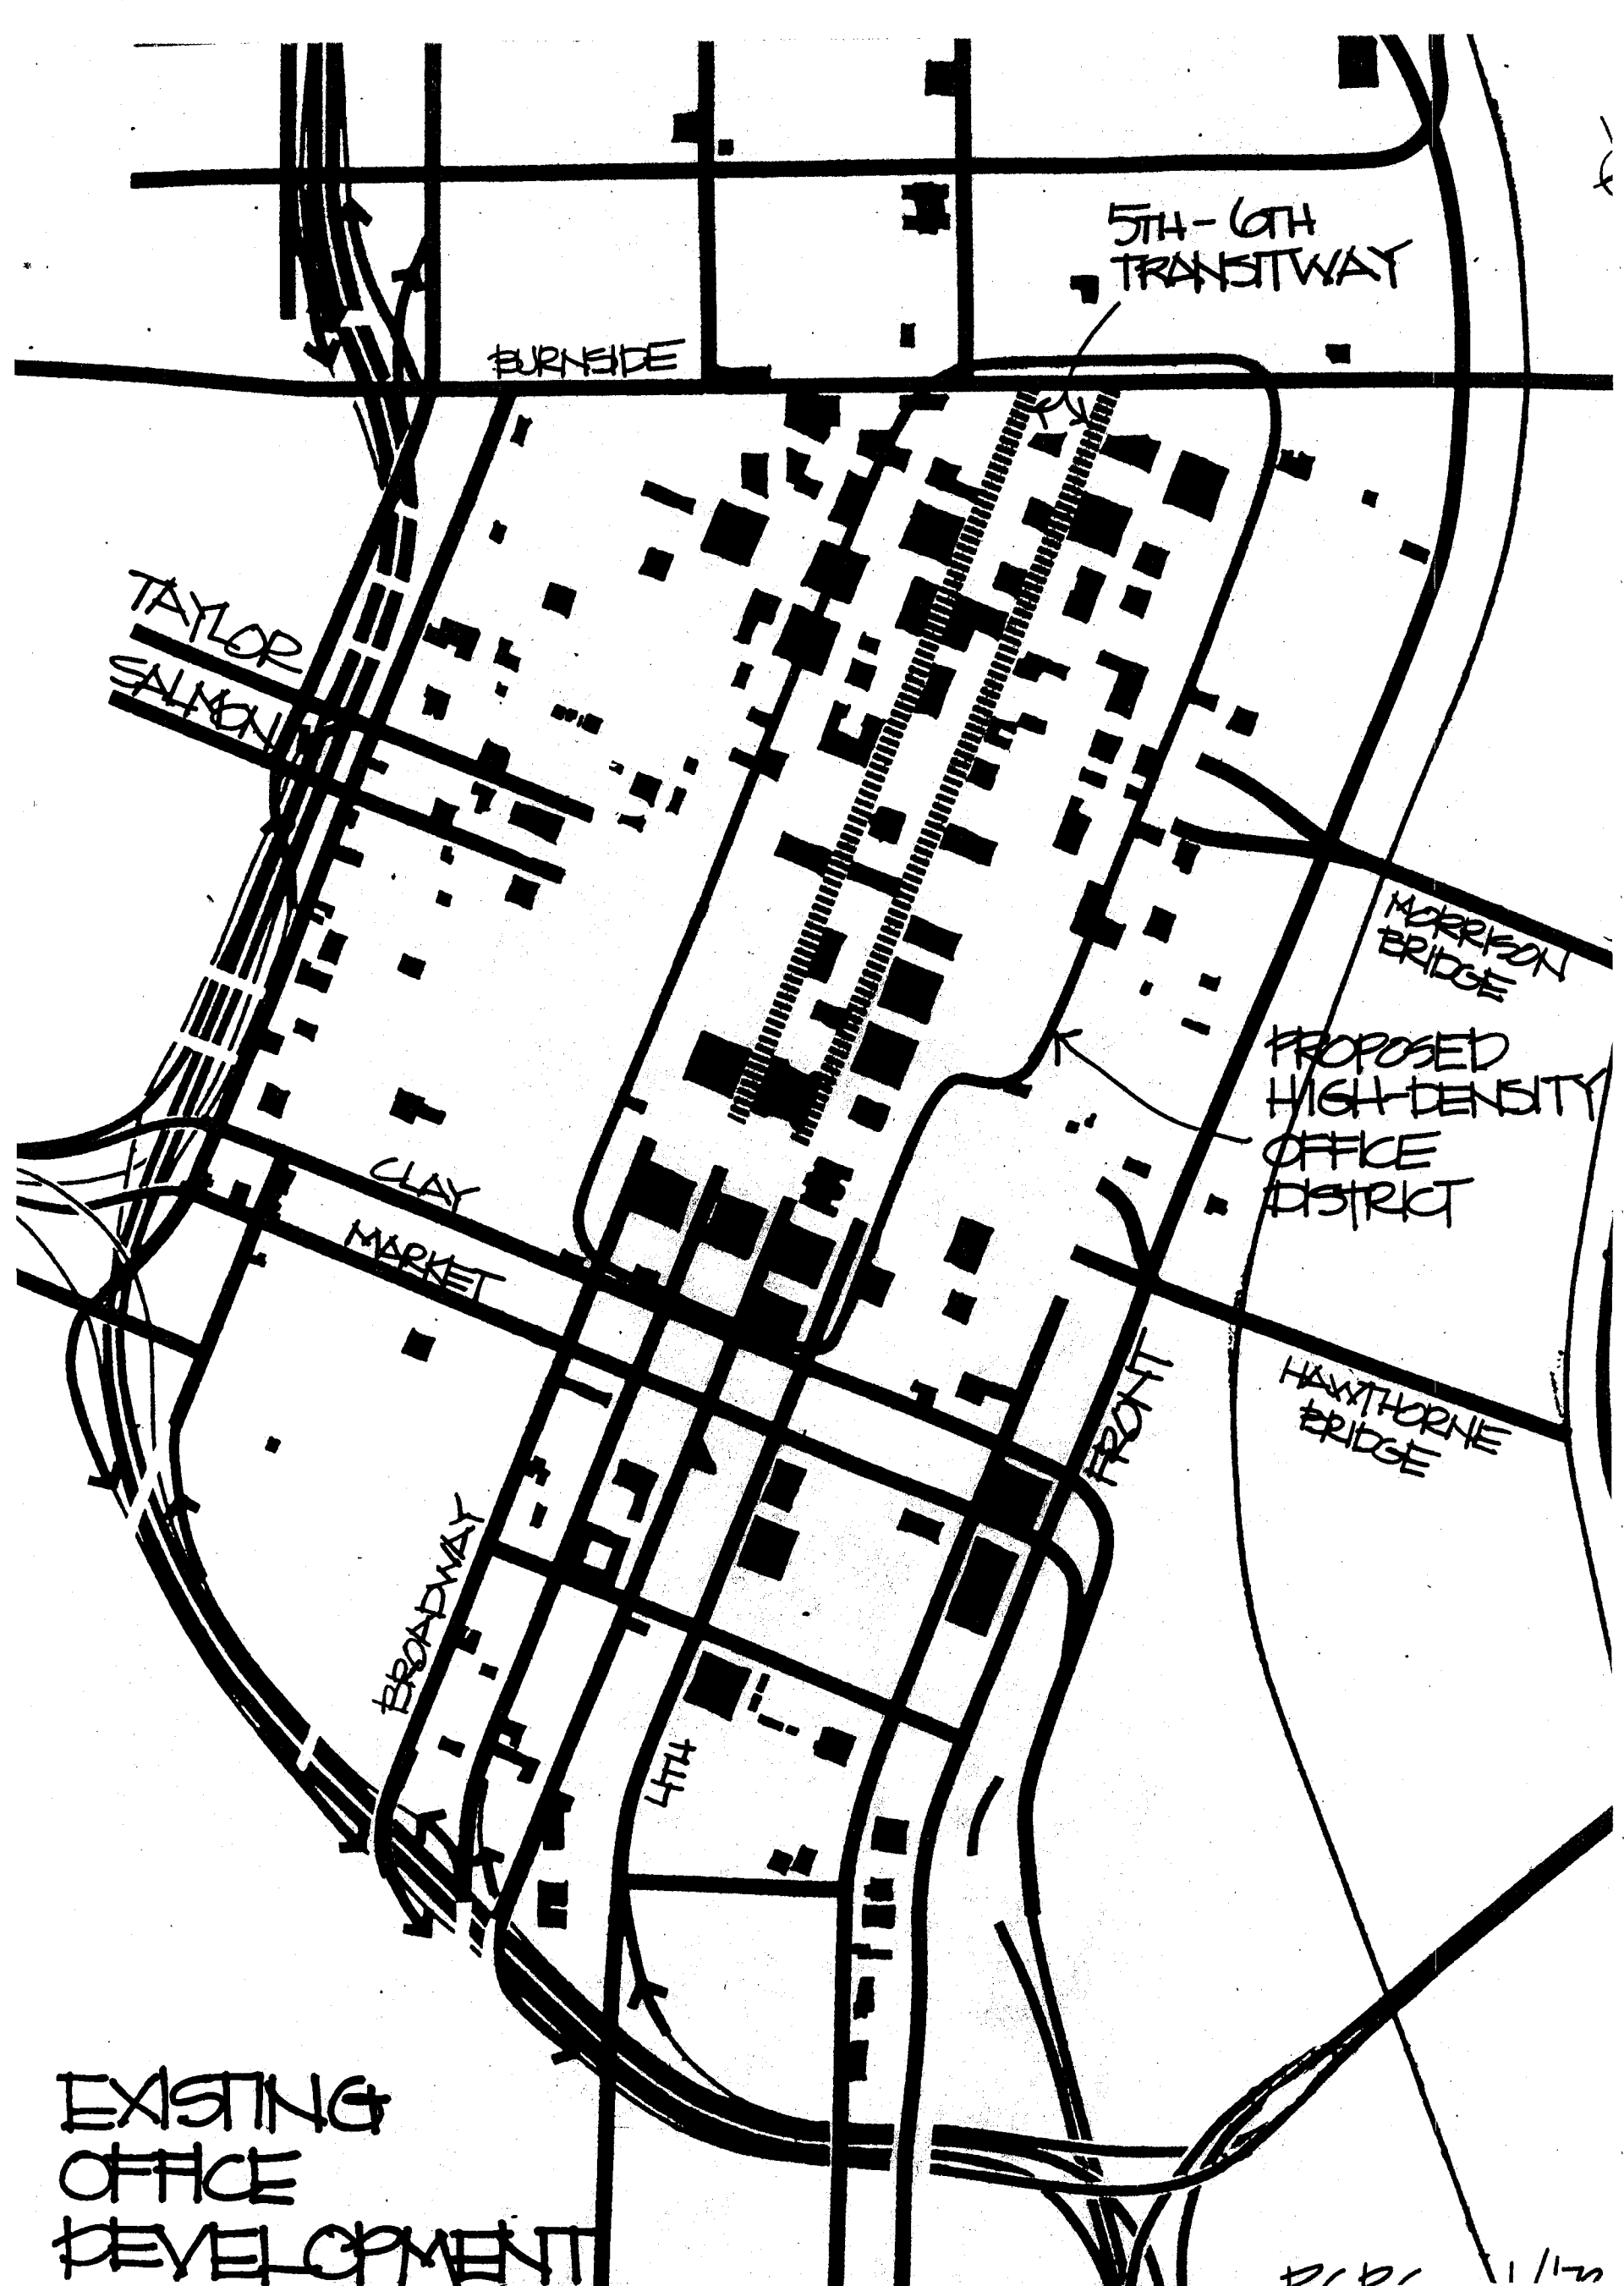 5TH-6TH
TRANSITWAY
BURNSIDE
TAYLOR
SALMON
MORRISON
BRIDGE
PROPOSED
HIGH-DENSITY
OFFICE
DISTRICT
CLAY
MARKET
FRONT
HAWTHORNE
BRIDGE
BROADWAY
4TH
EXISTING
OFFICE
DEVELOPMENT